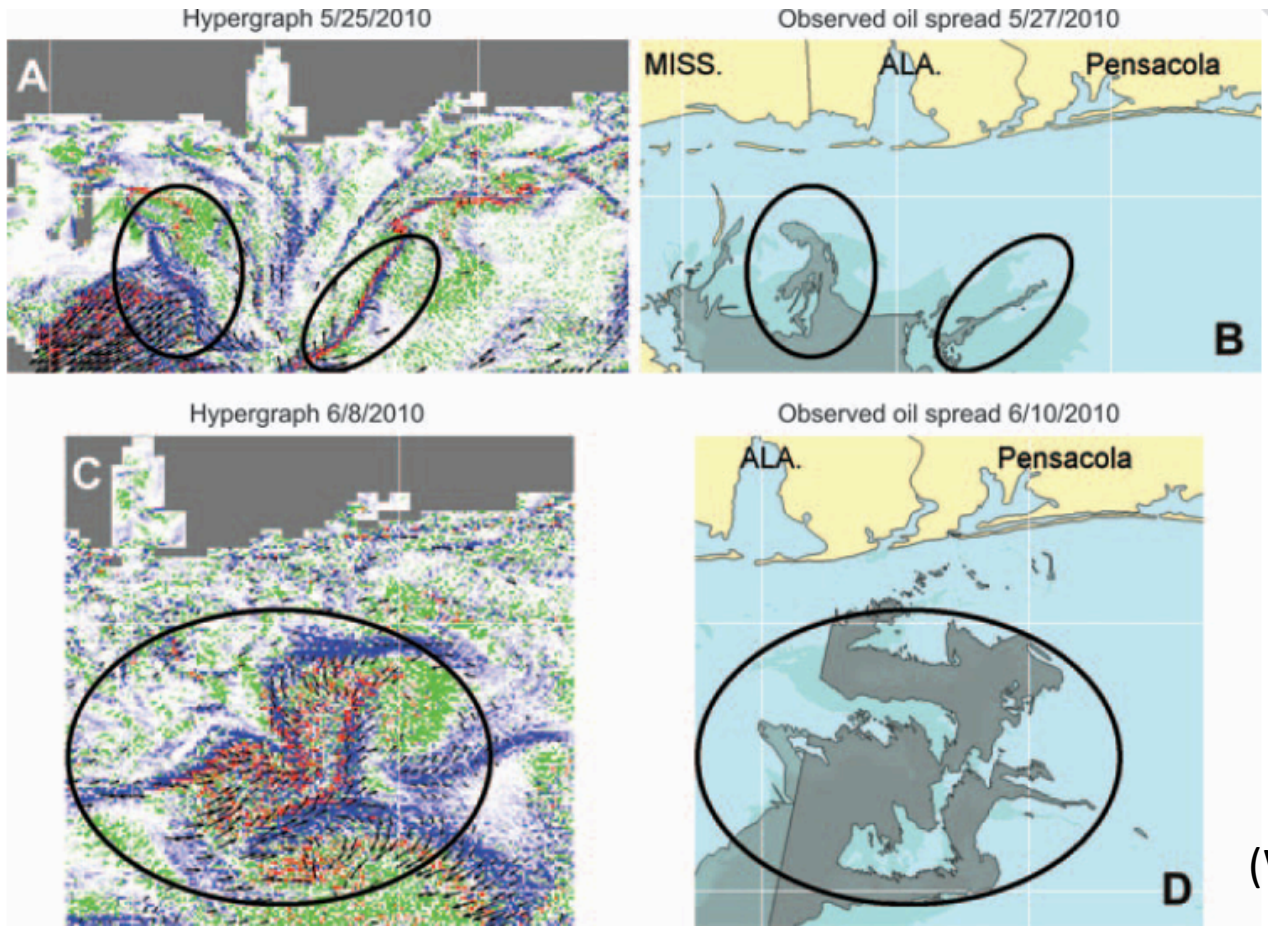 Hypergraph 5/25/2010
Observed oil spread 5/27/2010
A
MISS.
ALA.
Pensacola
B
Hypergraph 6/8/2010
Observed oil spread 6/10/2010
C
ALA.
Pensacola
D